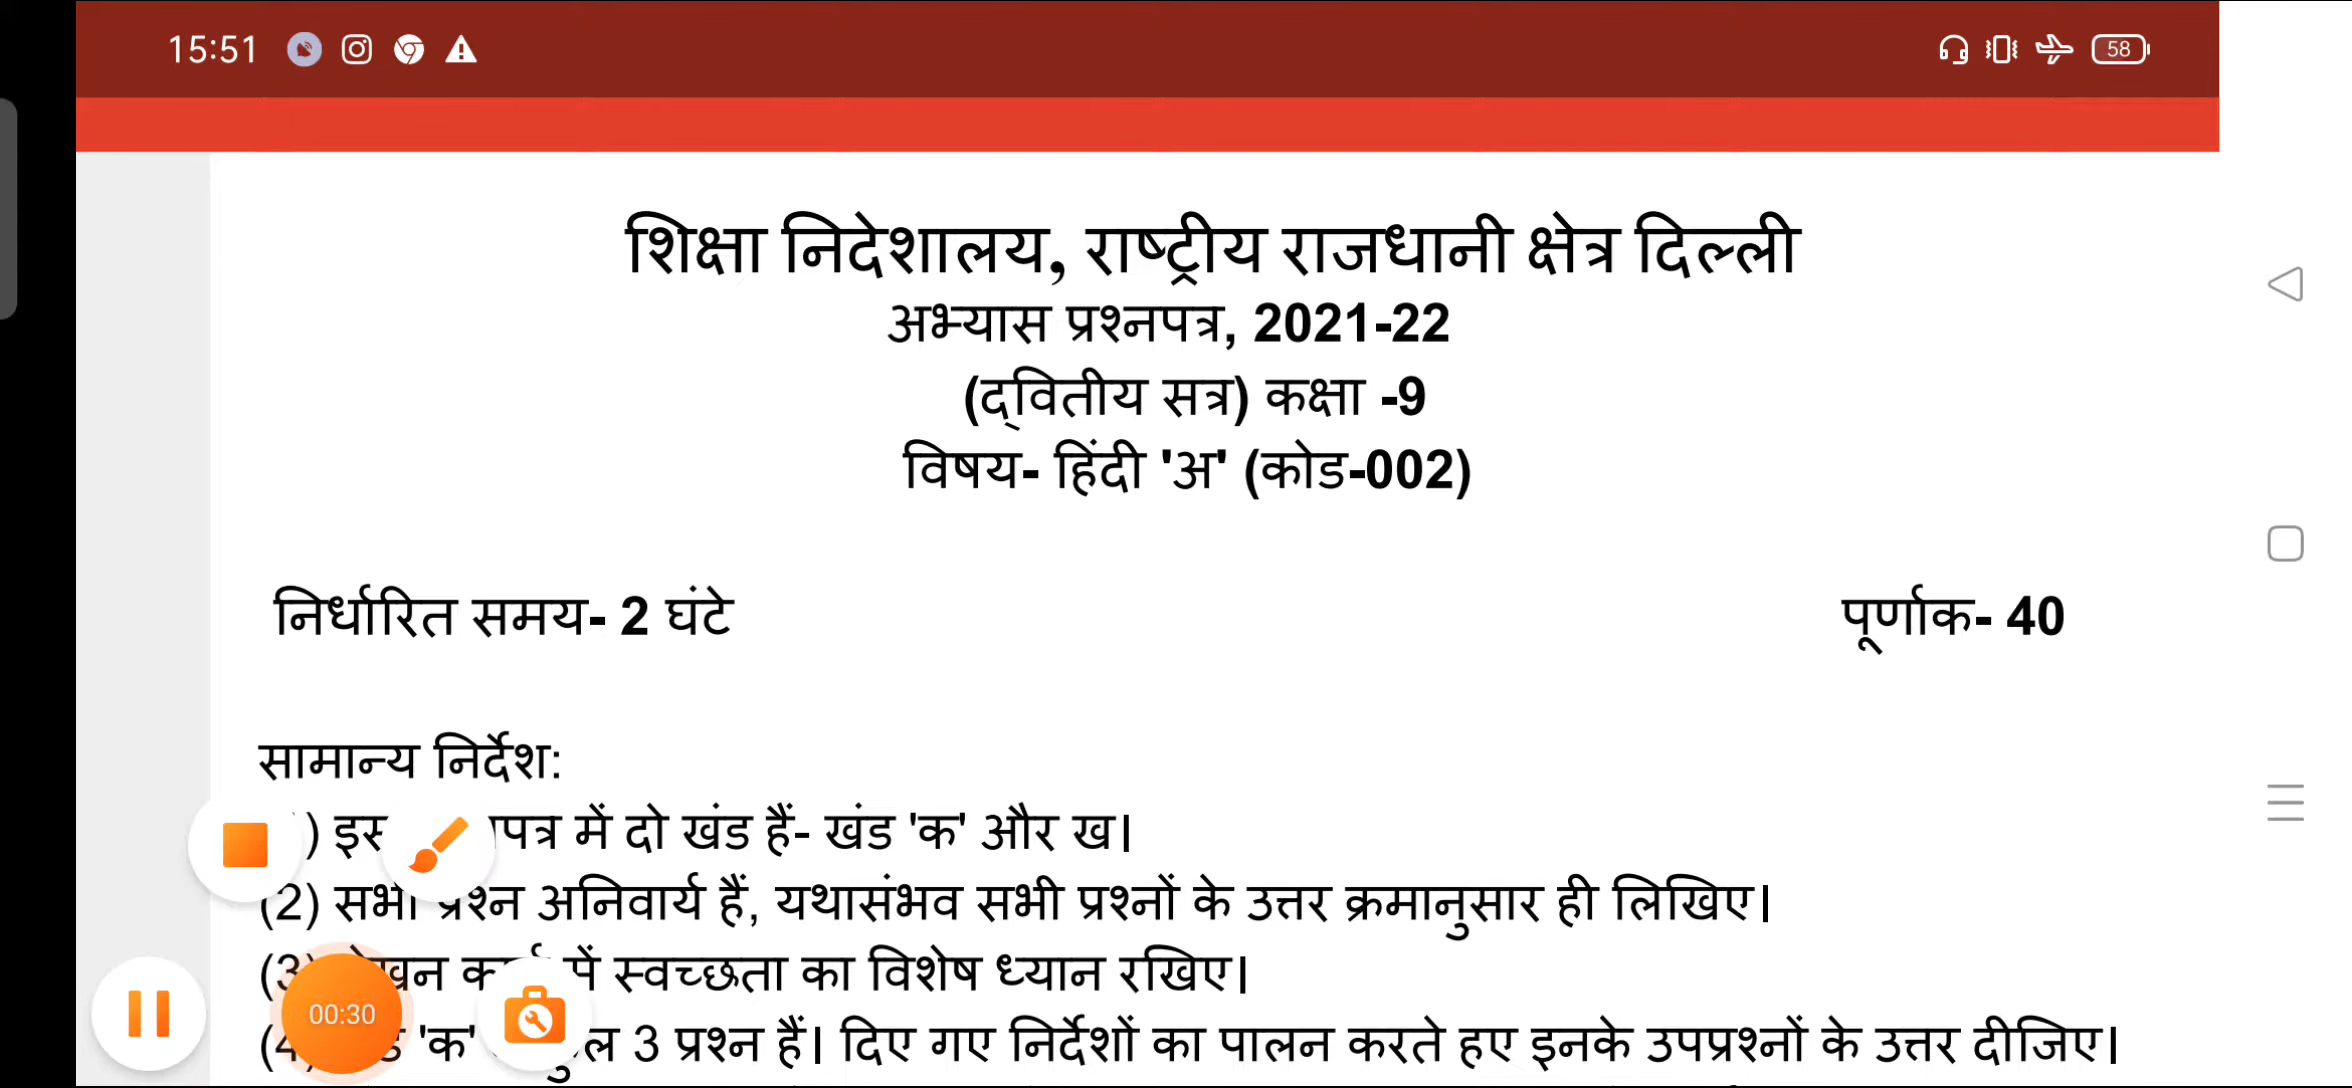 15:51 58
शिक्षा निदेशालय, राष्ट्रीय राजधानी क्षेत्र दिल्ली
अभ्यास प्रश्नपत्र, 2021-22
(द्वितीय सत्र) कक्षा -9
विषय- हिंदी 'अ' (कोड-002)
निर्धारित समय- 2 घंटे पूर्णांक- 40
सामान्य निर्देश:
में दो खंड हैं- खंड 'क' और ख।
(2) सभी प्रश्न अनिवार्य हैं, यथासंभव सभी प्रश्नों के उत्तर क्रमानुसार ही लिखिए।
स्वच्छता का विशेष ध्यान रखिए।
00:30
'क' 3 प्रश्न हैं। दिए गए निर्देशों का पालन करते हुए इनके उपप्रश्नों के उत्तर दीजिए।